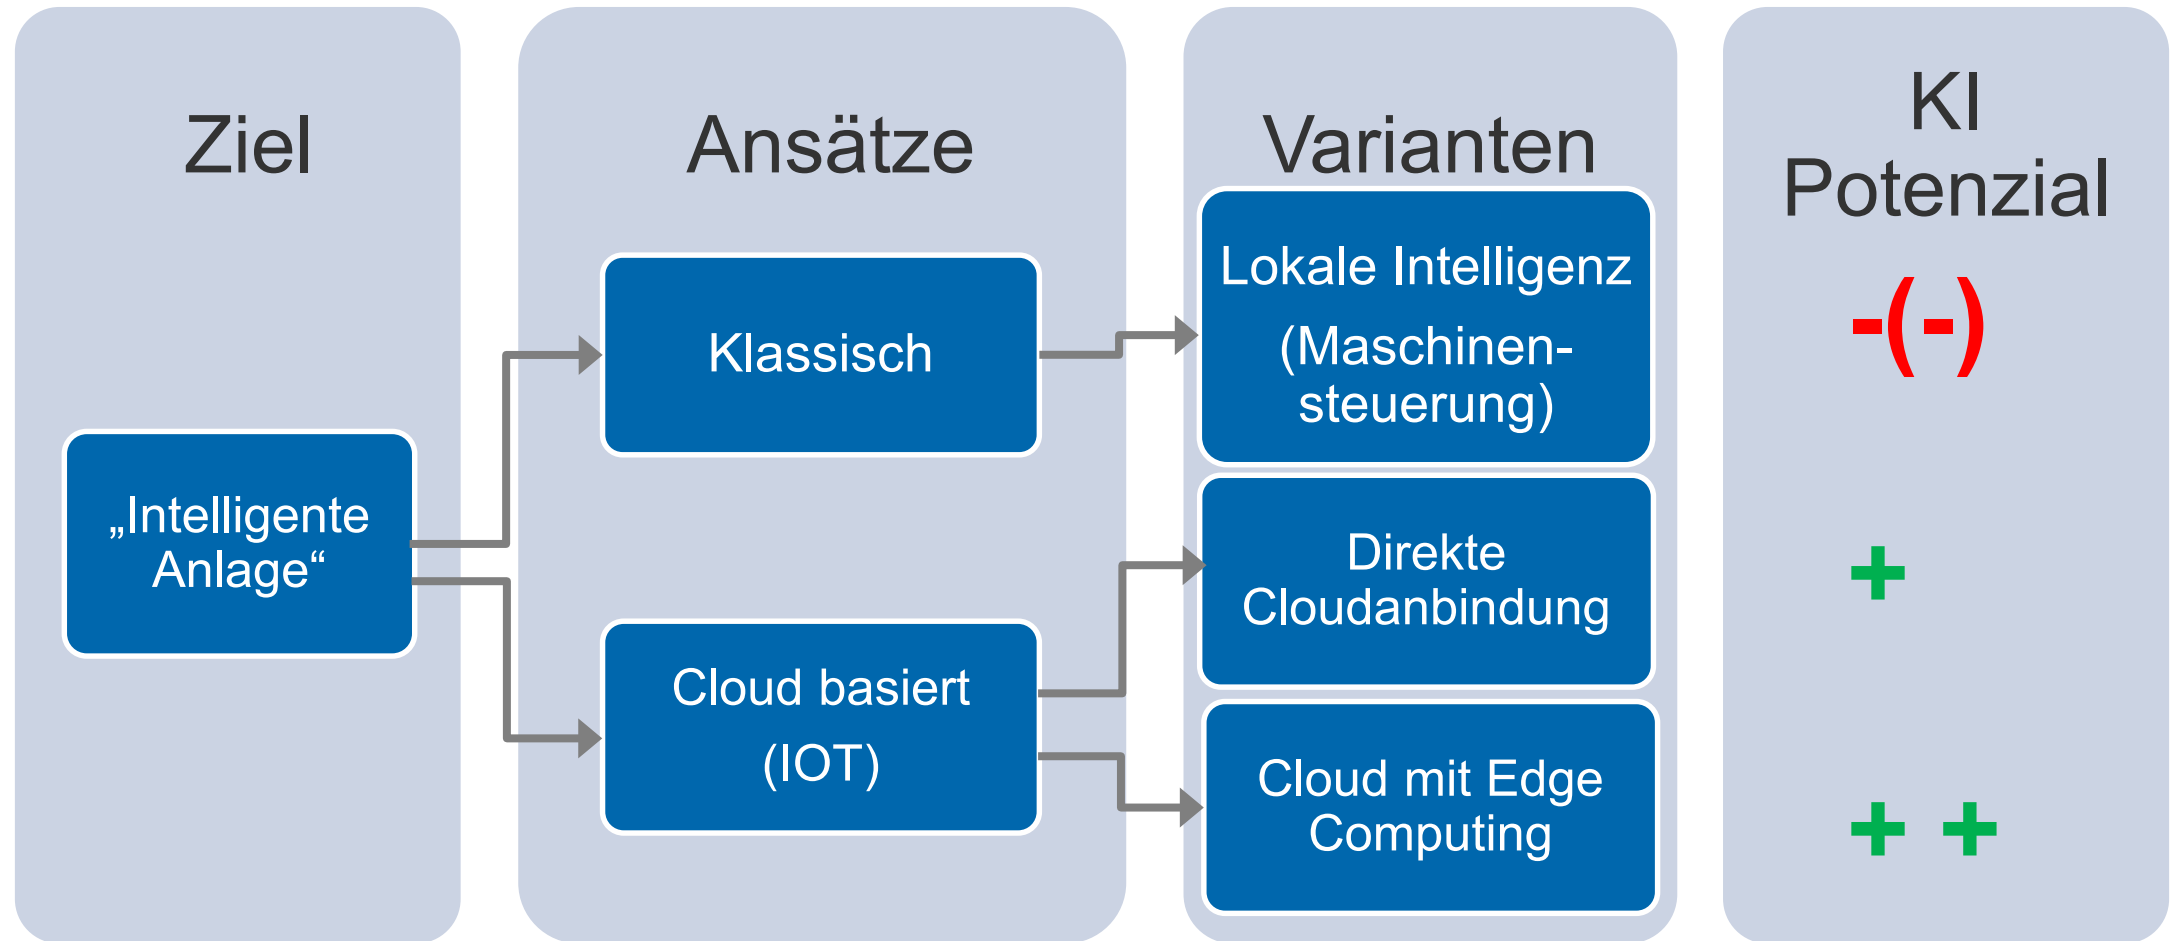 Ziel
„Intelligente
Anlage“
Ansätze
Klassisch
Cloud basiert
(IOT)
Varianten
Lokale Intelligenz
(Maschinen-
steuerung)
Direkte
Cloudanbindung
Cloud mit Edge
Computing
KI
Potenzial
-(-)
+
+ +